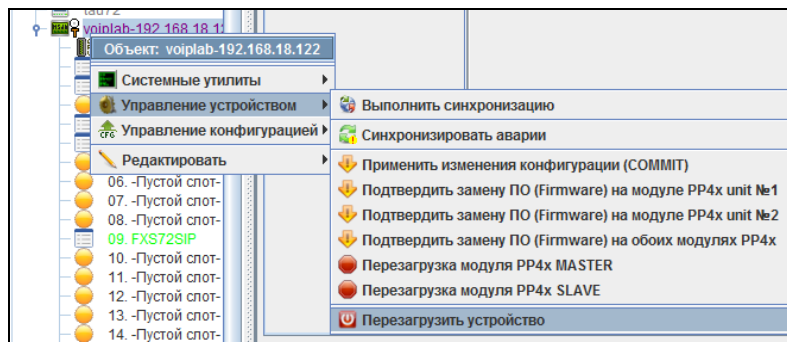 tau72
voiplab-192.168.18.12
Объект: voiplab-192.168.18.122
Системные утилиты
Управление устройством
Управление конфигурацией
Редактировать
Выполнить синхронизацию
Синхронизировать аварии
Применить изменения конфигурации (COMMIT)
Подтвердить замену ПО (Firmware) на модуле PP4x unit №1
Подтвердить замену ПО (Firmware) на модуле PP4x unit №2
Подтвердить замену ПО (Firmware) на обоих модулях PP4x
Перезагрузка модуля PP4x MASTER
Перезагрузка модуля PP4x SLAVE
Перезагрузить устройство
06. -Пустой слот-
07. -Пустой слот-
08. -Пустой слот-
09. FXS72SIP
10. -Пустой слот-
11. -Пустой слот-
12. -Пустой слот-
13. -Пустой слот-
14. -Пустой слот-